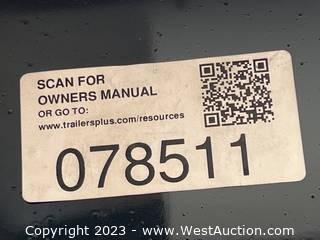 SCAN FOR
OWNERS MANUAL
OR GO TO:
www.trailersplus.com/resources
078511
Copyright © 2023 - www.WestAuction.com